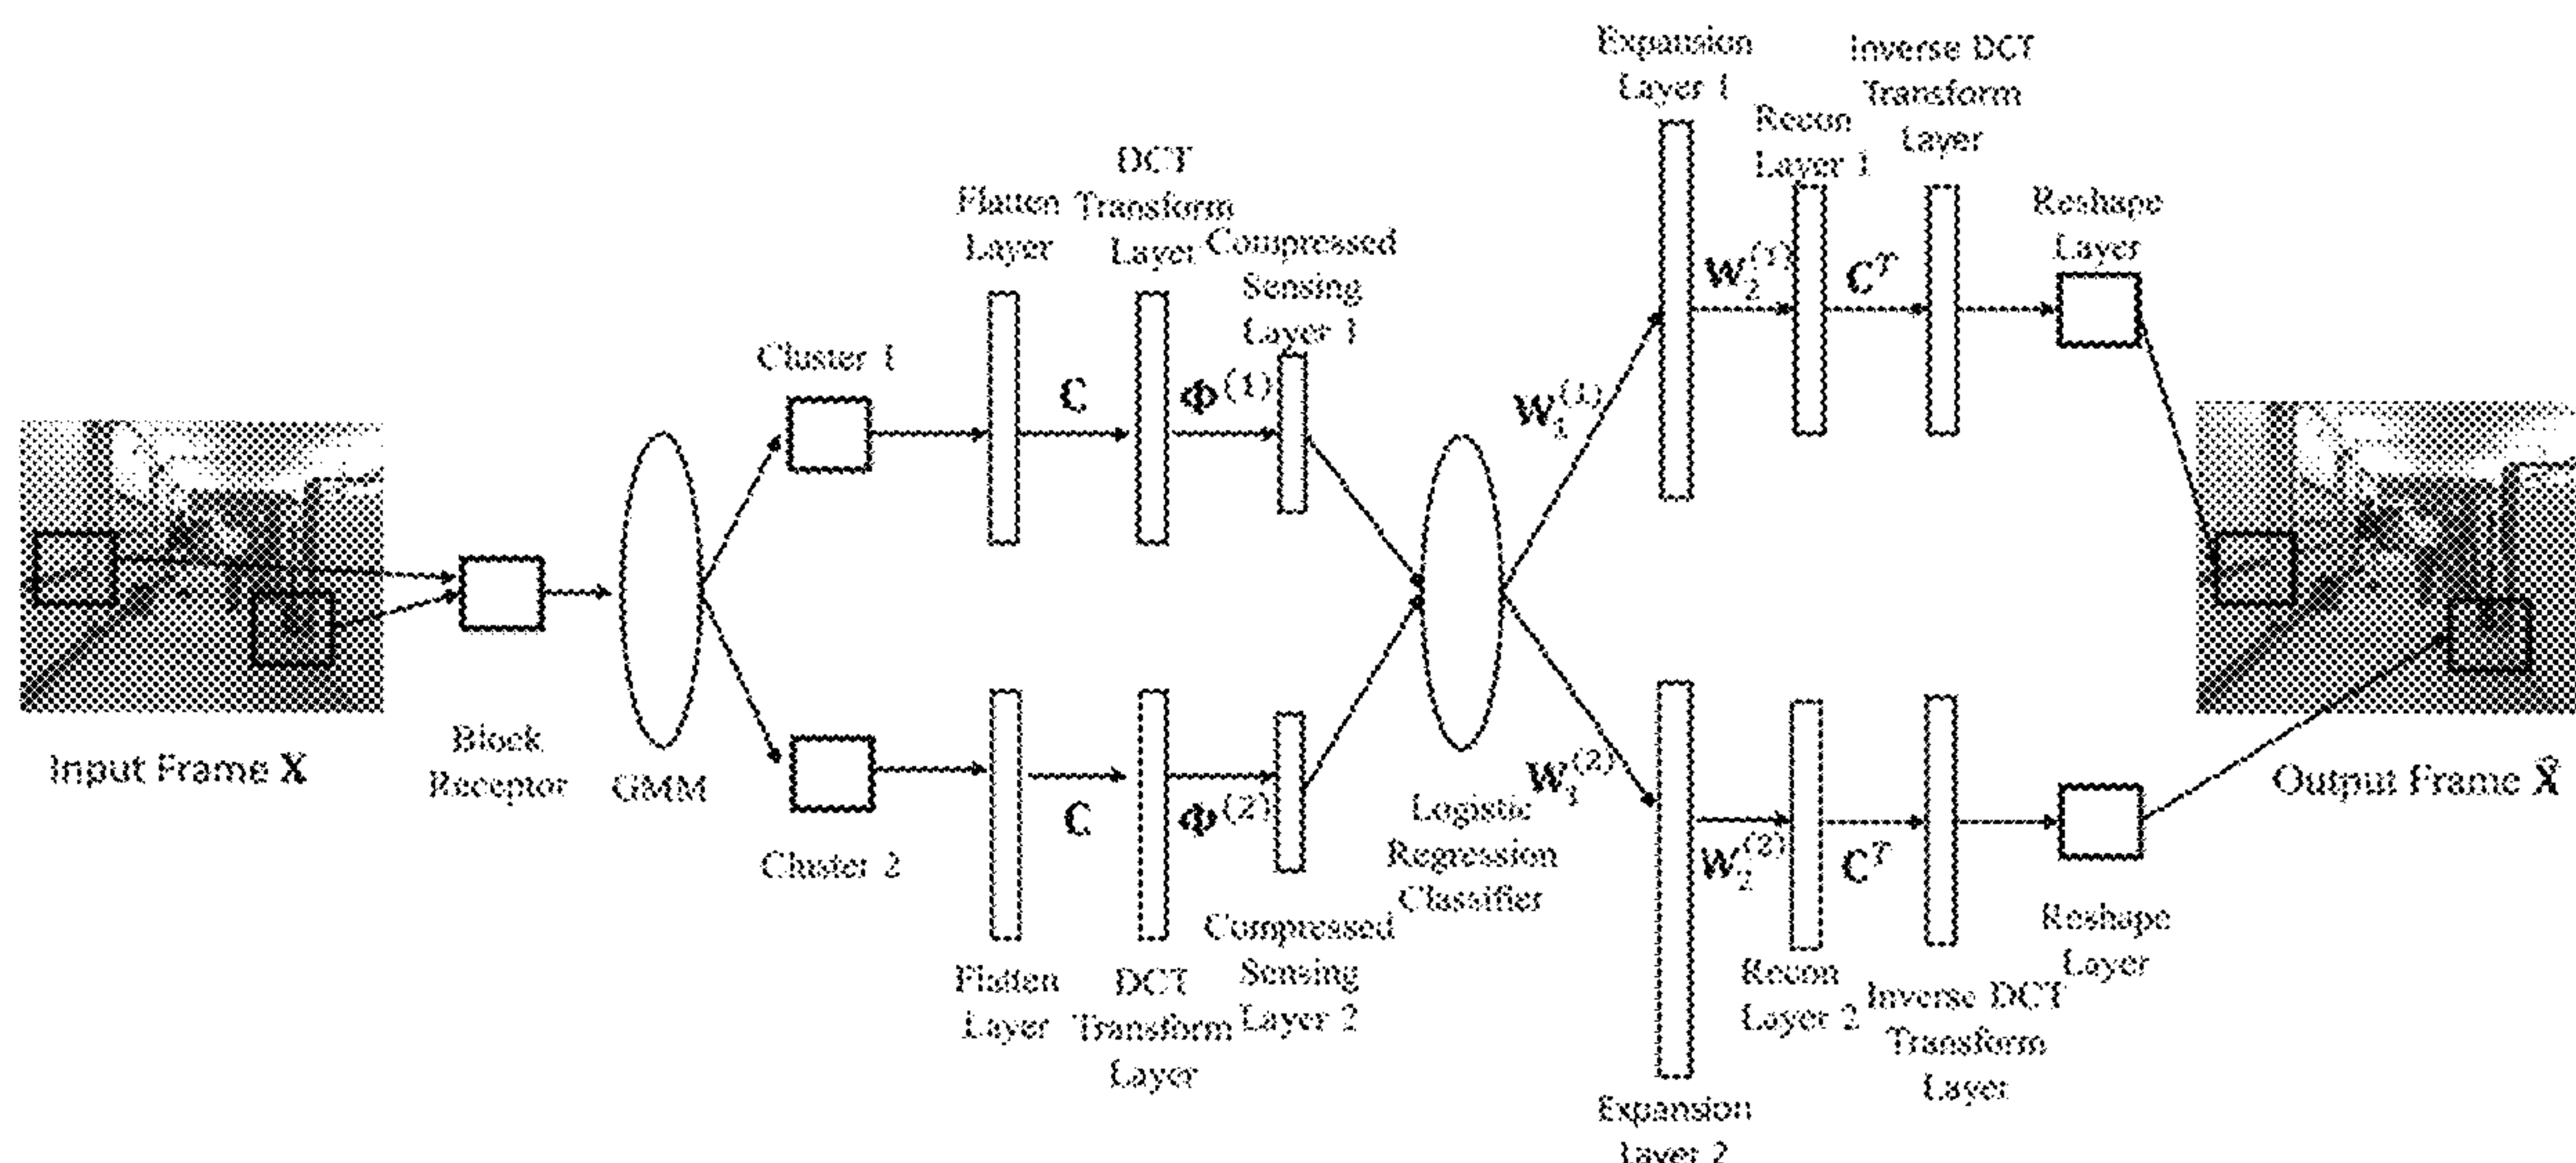 Input Frame X
Block
Receptor
GMM
Cluster 1
Cluster 2
Flatten
Layer
C
DCT
Transform
Layer
Φ(1)
Compressed
Sensing
Layer 1
Flatten
Layer
C
DCT
Transform
Layer
Φ(2)
Compressed
Sensing
Layer 2
Logistic
Regression
Classifier
W1(1)
Expansion
Layer 1
W2(1)
Recon
Layer 1
C^T
Inverse DCT
Transform
Layer
Reshape
Layer
W1(2)
Expansion
Layer 2
W2(2)
Recon
Layer 2
C^T
Inverse DCT
Transform
Layer
Reshape
Layer
Output Frame X̂